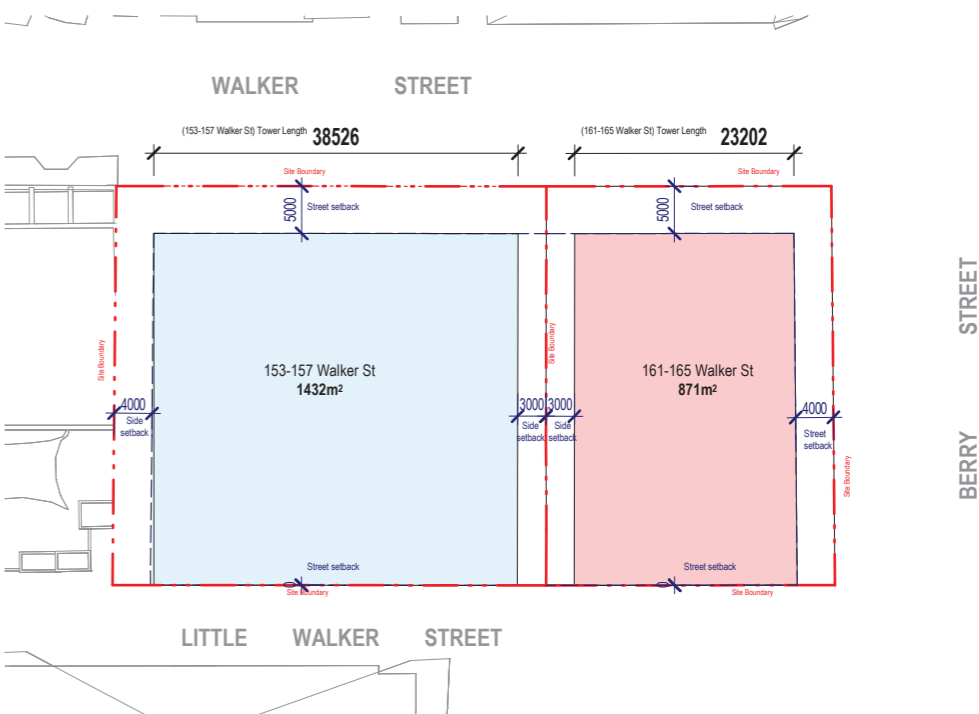 WALKER STREET
(153-157 Walker St) Tower Length 38526
(161-165 Walker St) Tower Length 23202
Site Boundary
Site Boundary
5000
Street setback
5000
Street setback
STREET
BERRY
Site Boundary
Site Boundary
153-157 Walker St
1432m²
161-165 Walker St
871m²
4000
Side
setback
3000
Side
setback
3000
Side
setback
4000
Street
setback
Site Boundary
Street setback
0
Site Boundary
Street setback
0
Site Boundary
LITTLE WALKER STREET